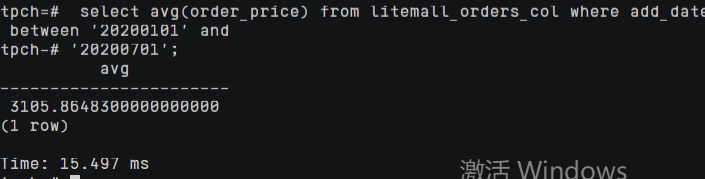 tpch=#  select avg(order_price) from litemall_orders_col where add_date
 between '20200101' and
tpch-# '20200701';
          avg
-----------------------
 3105.8648300000000000
(1 row)
Time: 15.497 ms
激活 Windows